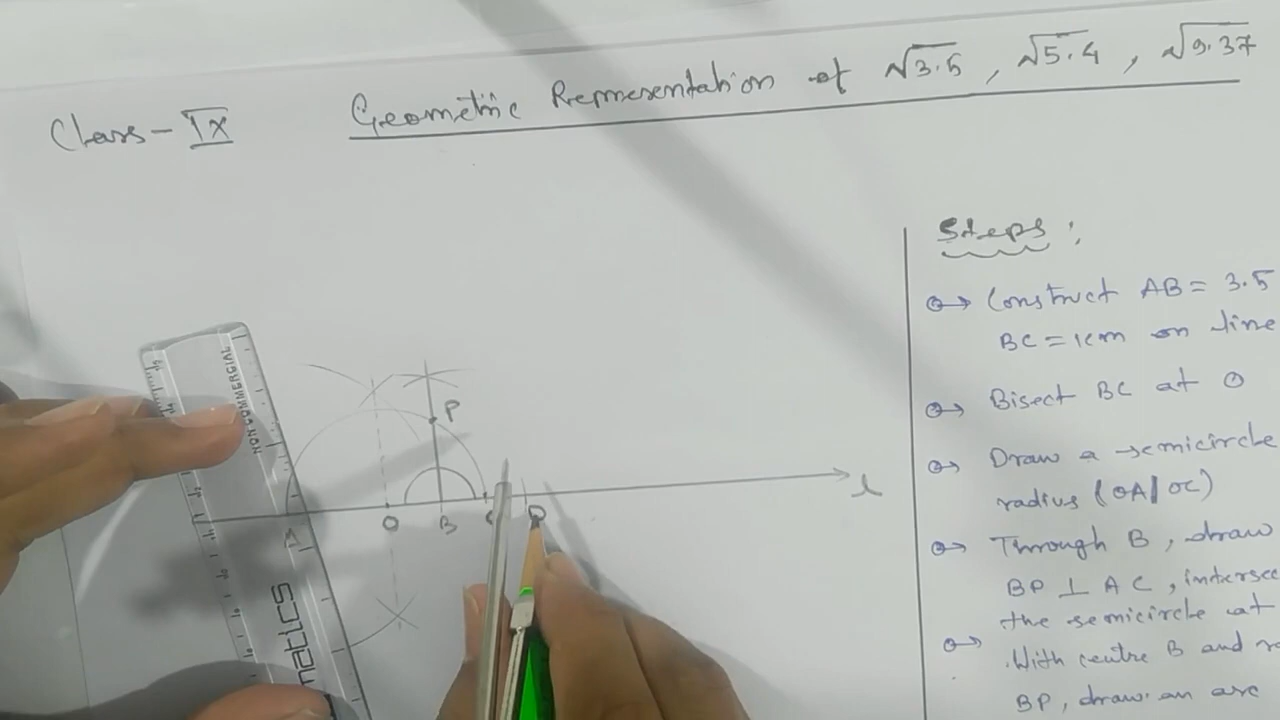 Class - IX
Geometric Representation of √3.5 , √5.4 , √9.37
Steps :
Construct AB = 3.5
BC = 1cm on line
Bisect BC at O
Draw a semicircle
radius (OA/OC)
Through B, draw
BP ⊥ AC, intersec
the semicircle at
With centre B and ra
BP, draw an arc
P
O B C
A
l
NON COMMERCIAL
matics